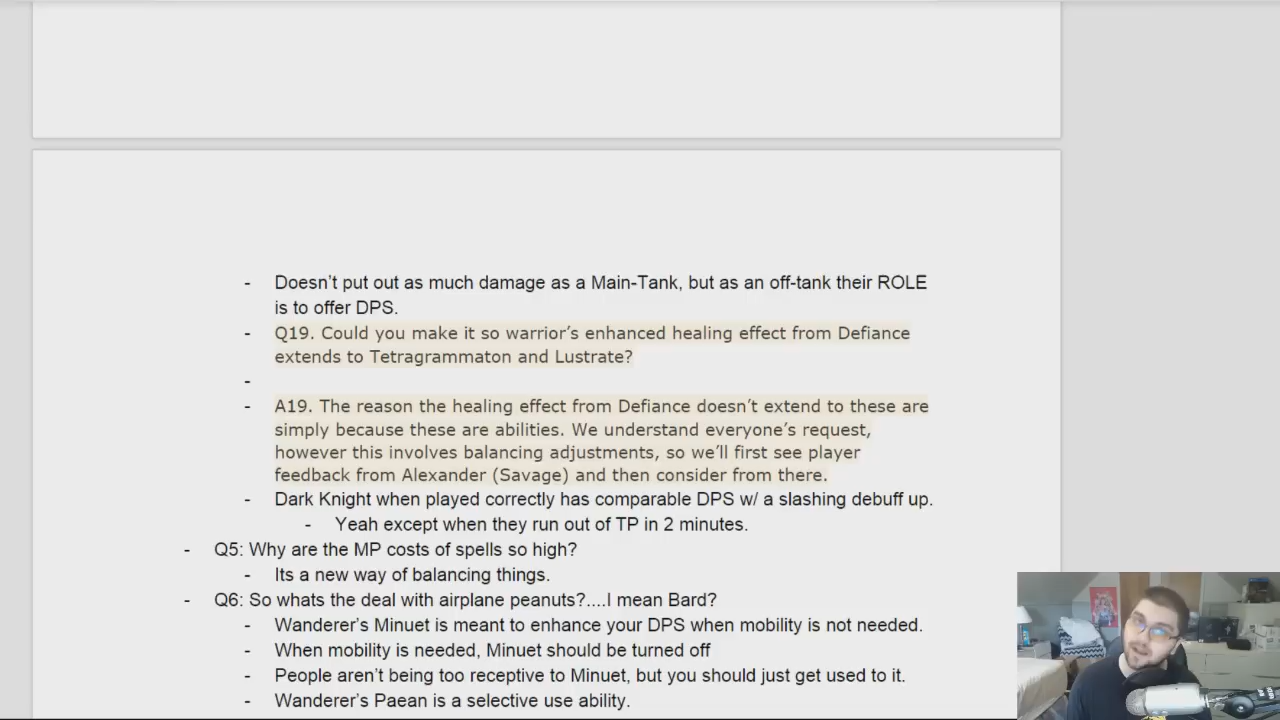 - Doesn't put out as much damage as a Main-Tank, but as an off-tank their ROLE
is to offer DPS.
- Q19. Could you make it so warrior's enhanced healing effect from Defiance
extends to Tetragrammaton and Lustrate?
-
- A19. The reason the healing effect from Defiance doesn't extend to these are
simply because these are abilities. We understand everyone's request,
however this involves balancing adjustments, so we'll first see player
feedback from Alexander (Savage) and then consider from there.
- Dark Knight when played correctly has comparable DPS w/ a slashing debuff up.
- Yeah except when they run out of TP in 2 minutes.
- Q5: Why are the MP costs of spells so high?
- Its a new way of balancing things.
- Q6: So whats the deal with airplane peanuts?....I mean Bard?
- Wanderer's Minuet is meant to enhance your DPS when mobility is not needed.
- When mobility is needed, Minuet should be turned off
- People aren't being too receptive to Minuet, but you should just get used to it.
- Wanderer's Paean is a selective use ability.